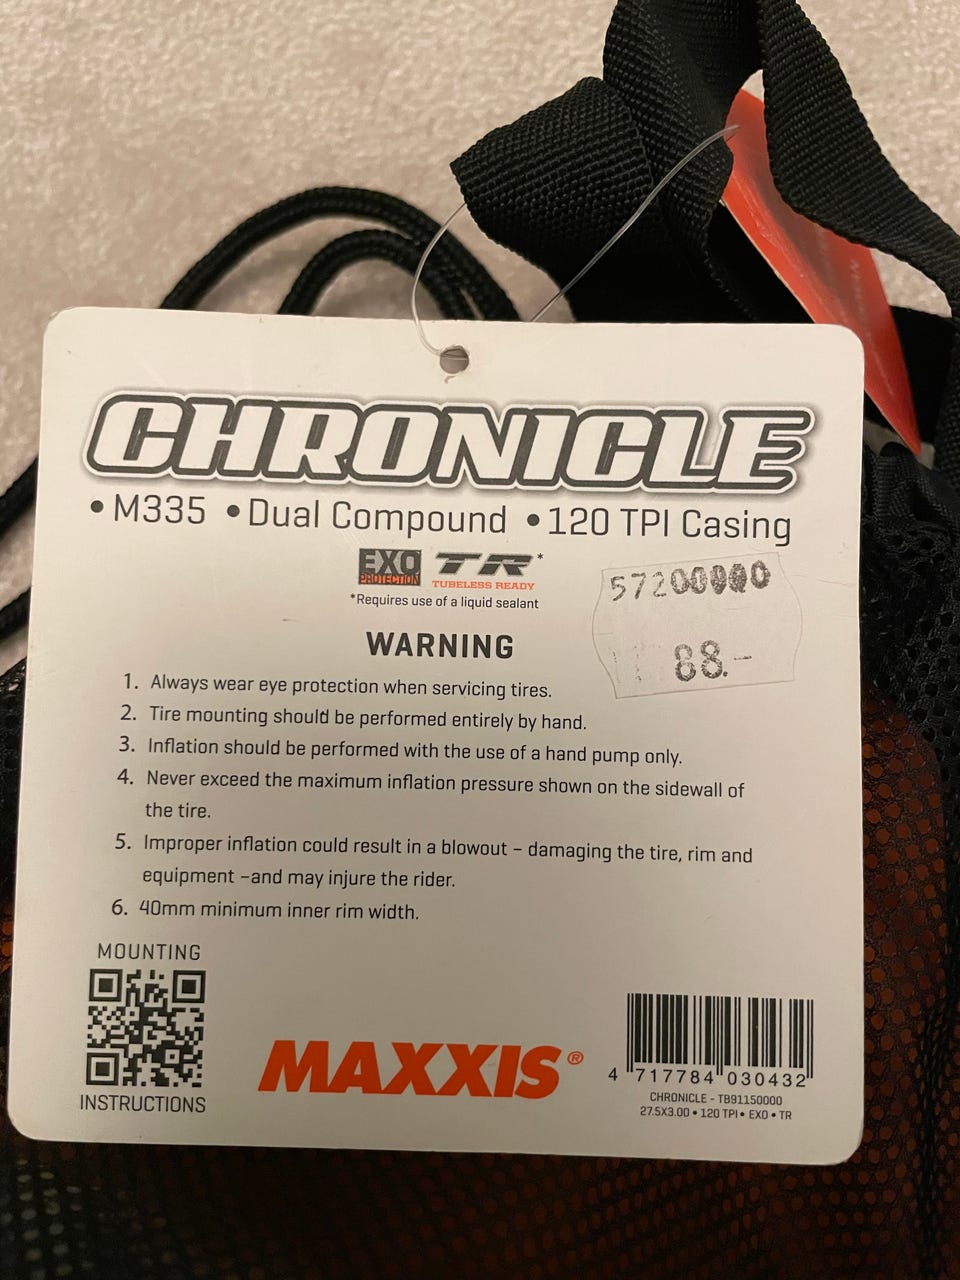 CHRONICLE
• M335 • Dual Compound • 120 TPI Casing
EXO PROTECTION TR* TUBELESS READY
*Requires use of a liquid sealant
57200000
88.-
WARNING
1. Always wear eye protection when servicing tires.
2. Tire mounting should be performed entirely by hand.
3. Inflation should be performed with the use of a hand pump only.
4. Never exceed the maximum inflation pressure shown on the sidewall of
the tire.
5. Improper inflation could result in a blowout – damaging the tire, rim and
equipment –and may injure the rider.
6. 40mm minimum inner rim width.
MOUNTING
INSTRUCTIONS
MAXXIS®
4 717784 030432
CHRONICLE - TB91150000
27.5X3.00 • 120 TPI • EXO • TR